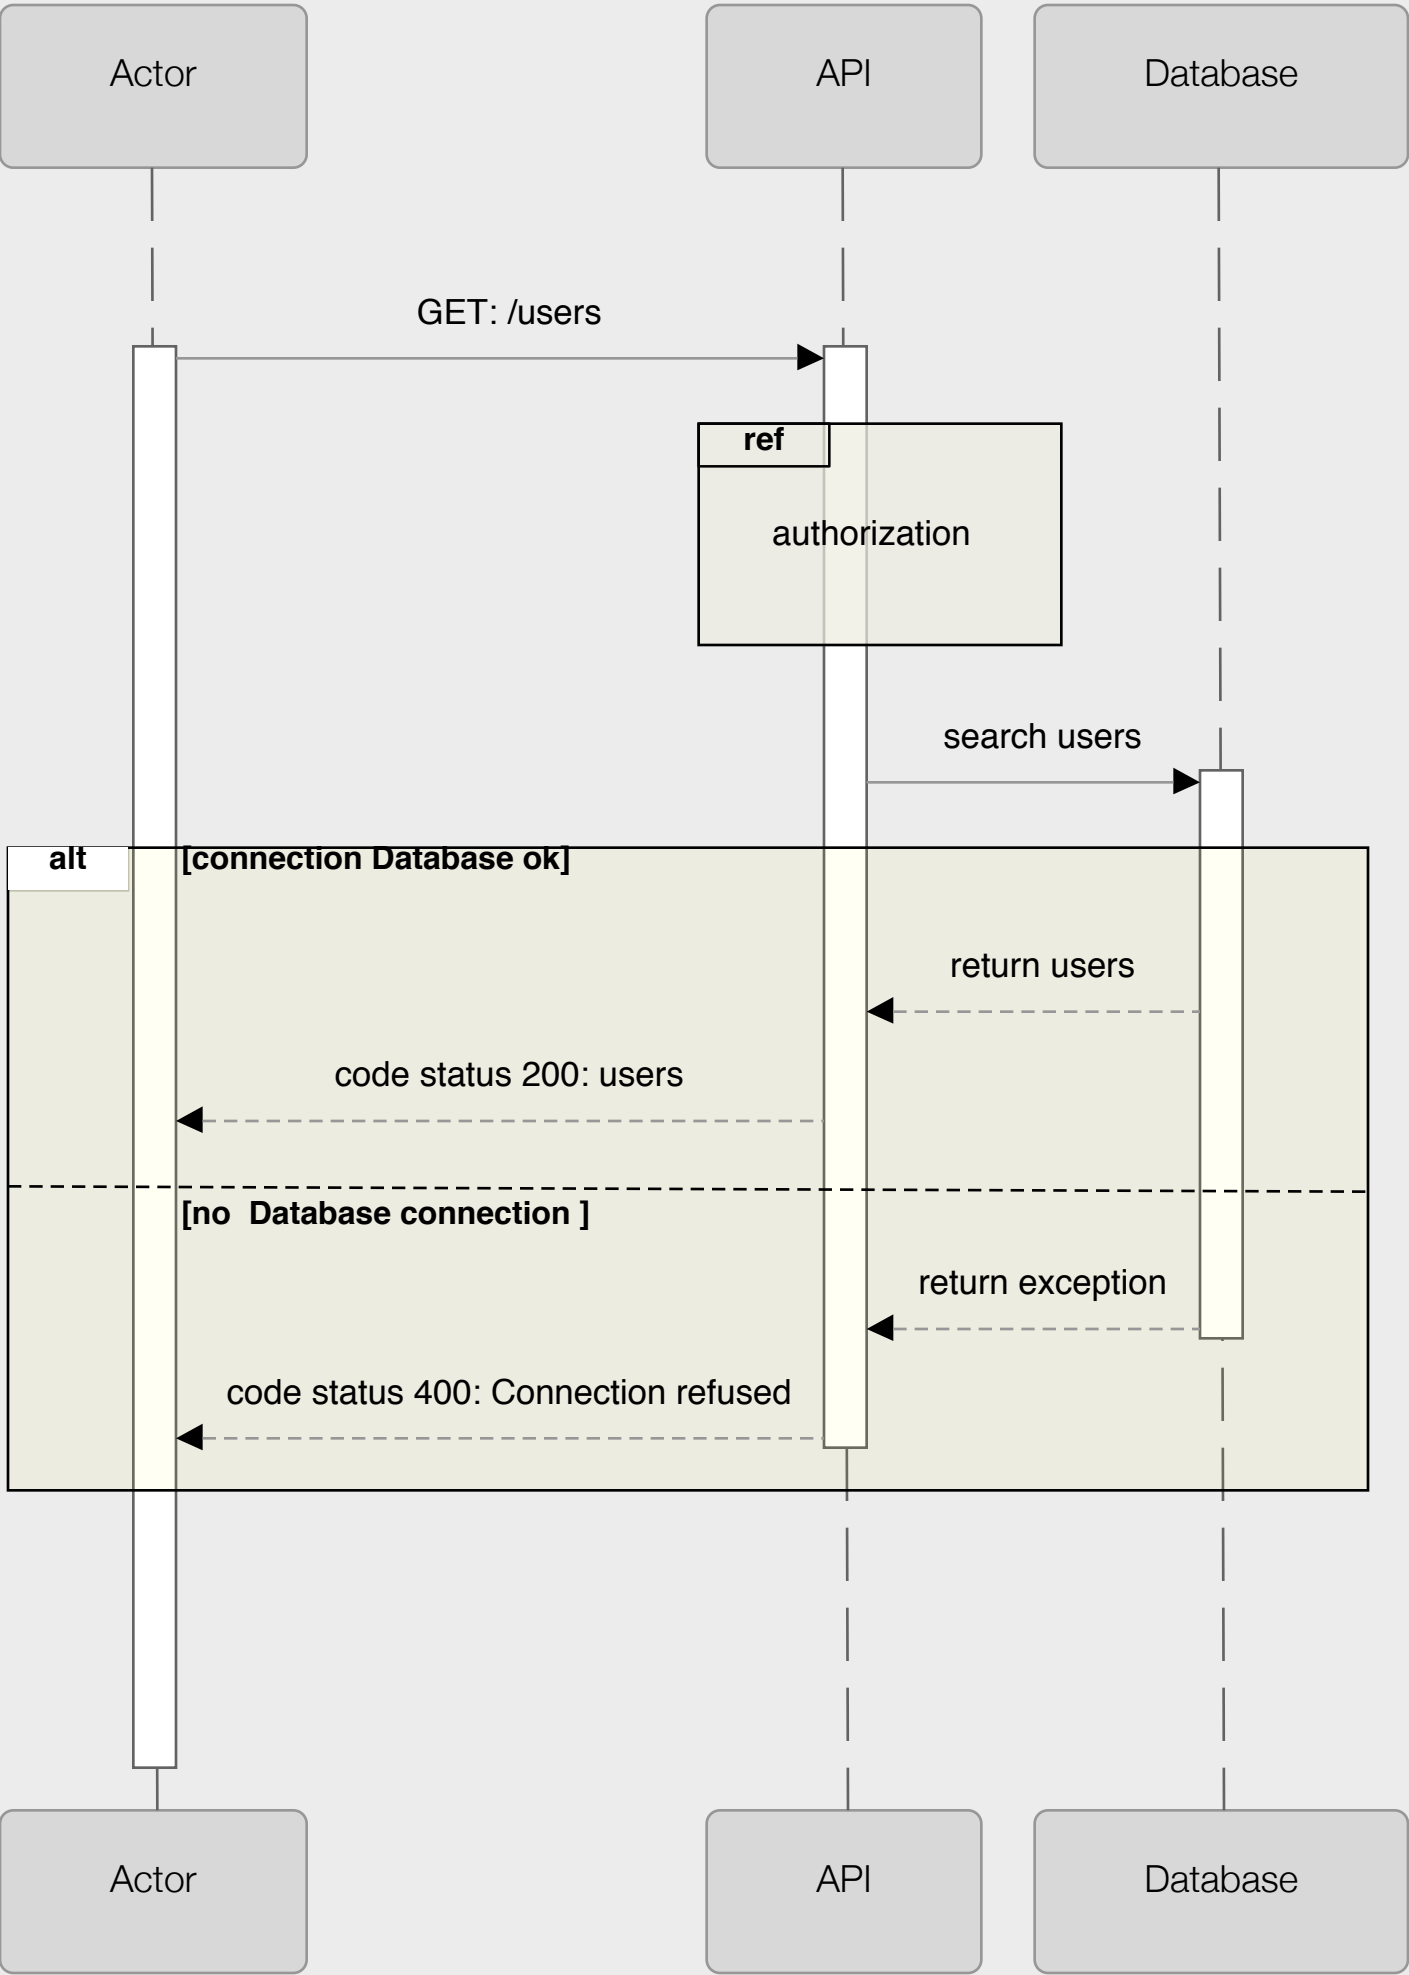 Actor
API
Database
GET: /users
ref
authorization
search users
alt
[connection Database ok]
return users
code status 200: users
[no  Database connection ]
return exception
code status 400: Connection refused
Actor
API
Database